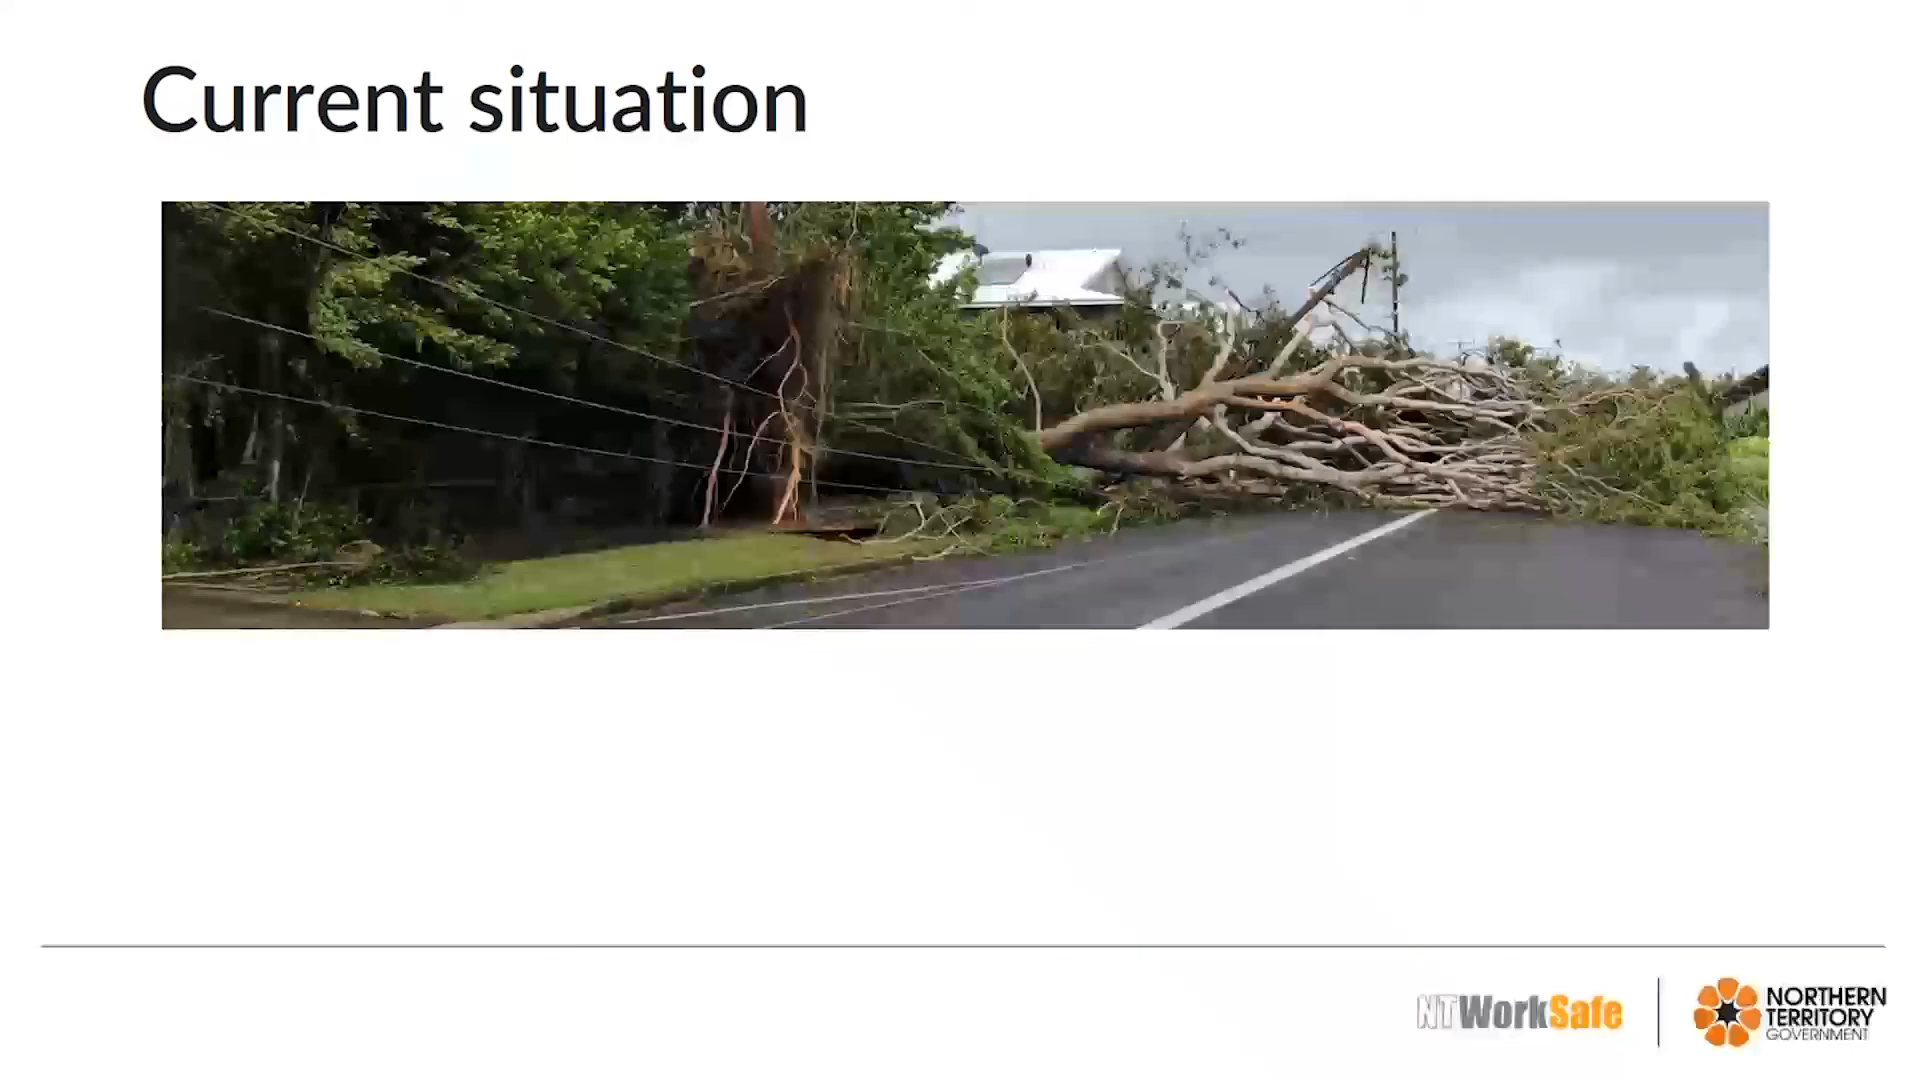 Current situation
NTWorkSafe
NORTHERN
TERRITORY
GOVERNMENT